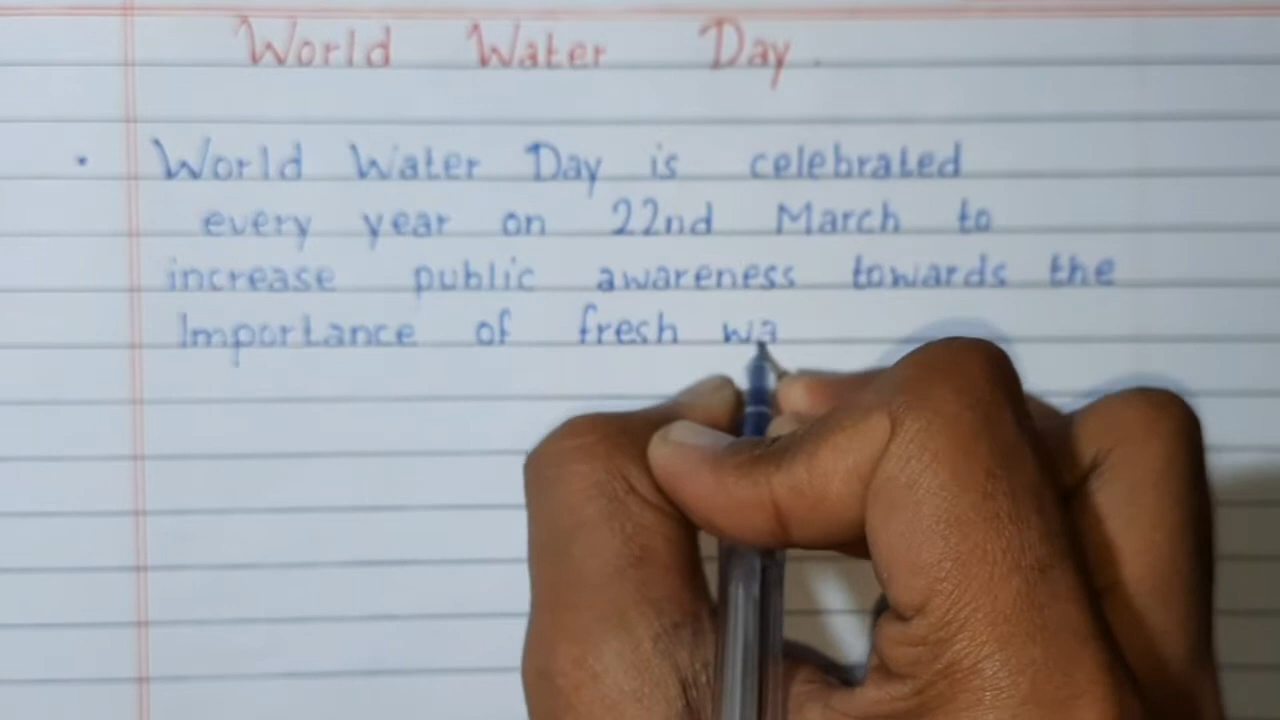 World Water Day.
• World Water Day is celebrated
every year on 22nd March to
increase public awareness towards the
Importance of fresh wa